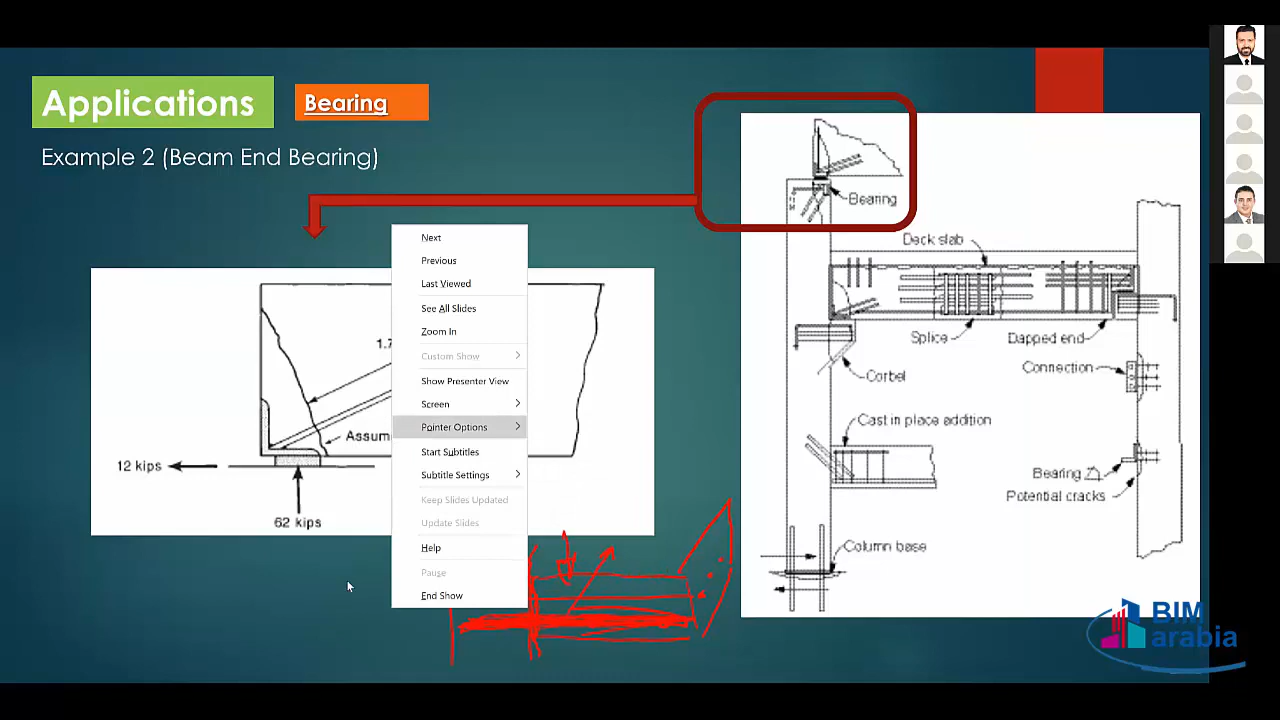 Applications
Bearing
Example 2 (Beam End Bearing)
1.7
Assum
12 kips
62 kips
Next
Previous
Last Viewed
See All Slides
Zoom In
Custom Show
Show Presenter View
Screen
Pointer Options
Start Subtitles
Subtitle Settings
Keep Slides Updated
Update Slides
Help
Pause
End Show
Bearing
Deck slab
Splice
Dapped end
Corbel
Connection
Cast in place addition
Bearing
Potential cracks
Column base
BIM
arabia